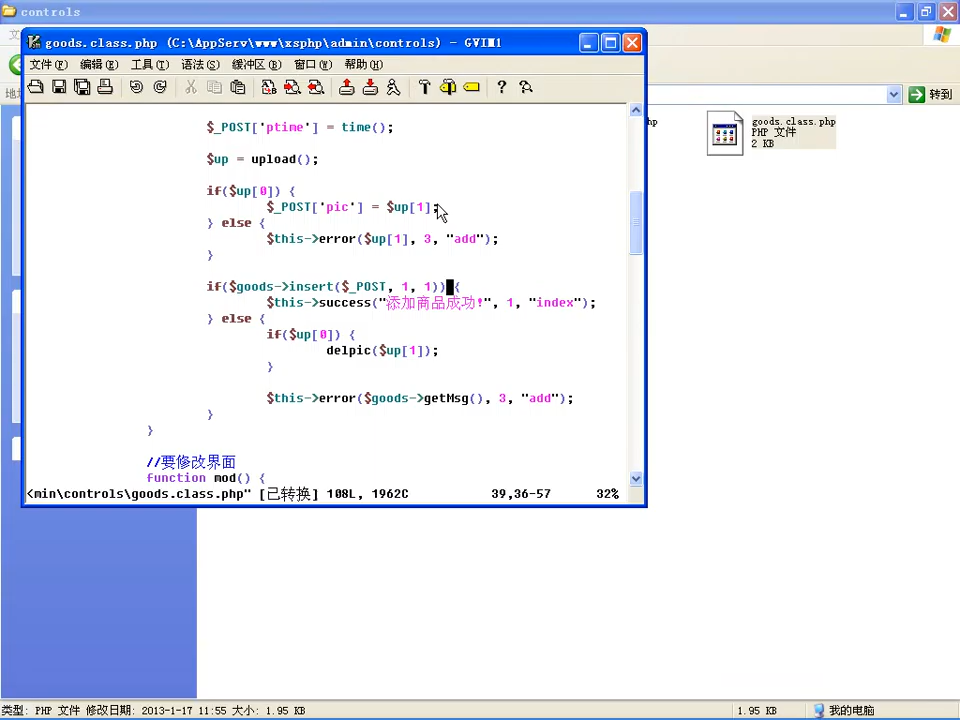 controls
goods.class.php (C:\AppServ\www\xsphp\admin\controls) - GVIM1
文件(F) 编辑(E) 工具(T) 语法(S) 缓冲区(B) 窗口(W) 帮助(H)
转到
$_POST['ptime'] = time();
$up = upload();
if($up[0]) {
$_POST['pic'] = $up[1];
} else {
$this->error($up[1], 3, "add");
}
if($goods->insert($_POST, 1, 1)) {
$this->success("添加商品成功!", 1, "index");
} else {
if($up[0]) {
delpic($up[1]);
}
$this->error($goods->getMsg(), 3, "add");
}
}
//要修改界面
function mod() {
<min\controls\goods.class.php" [已转换] 108L, 1962C 39,36-57 32%
hp
goods.class.php
PHP 文件
2 KB
类型: PHP 文件 修改日期: 2013-1-17 11:55 大小: 1.95 KB 1.95 KB 我的电脑